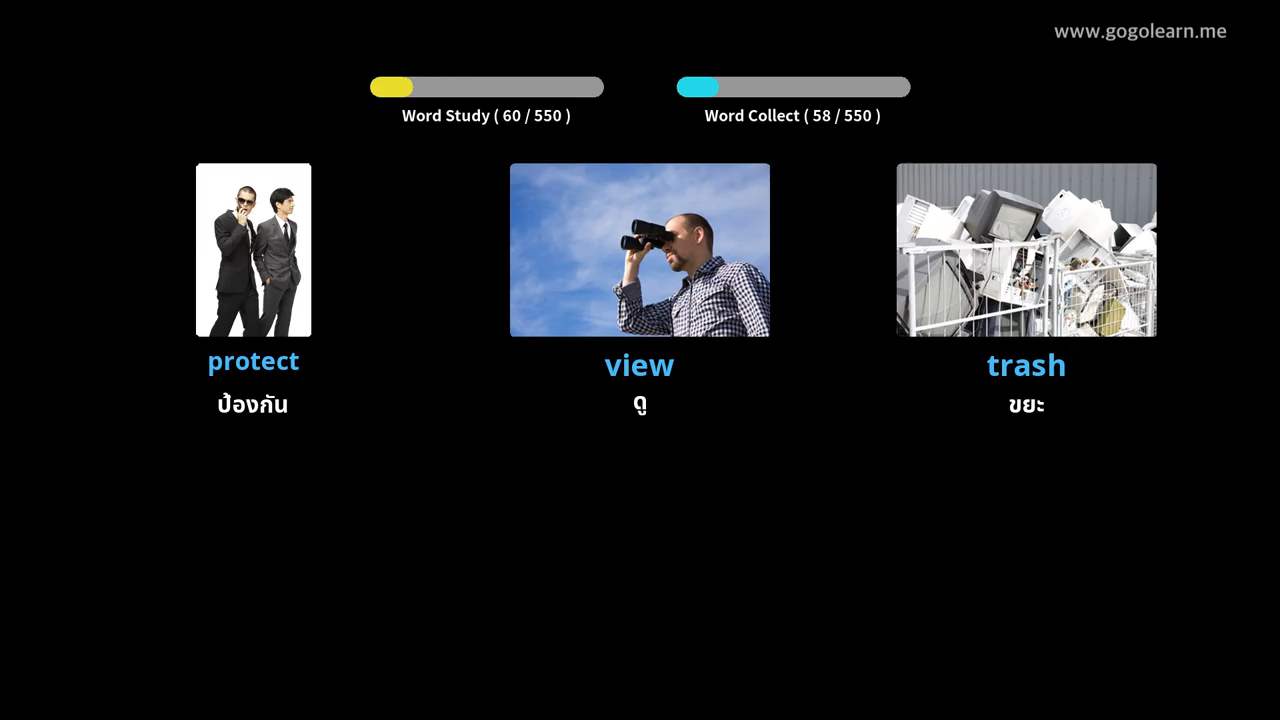 www.gogolearn.me
Word Study ( 60 / 550 )
Word Collect ( 58 / 550 )
protect
ป้องกัน
view
ดู
trash
ขยะ